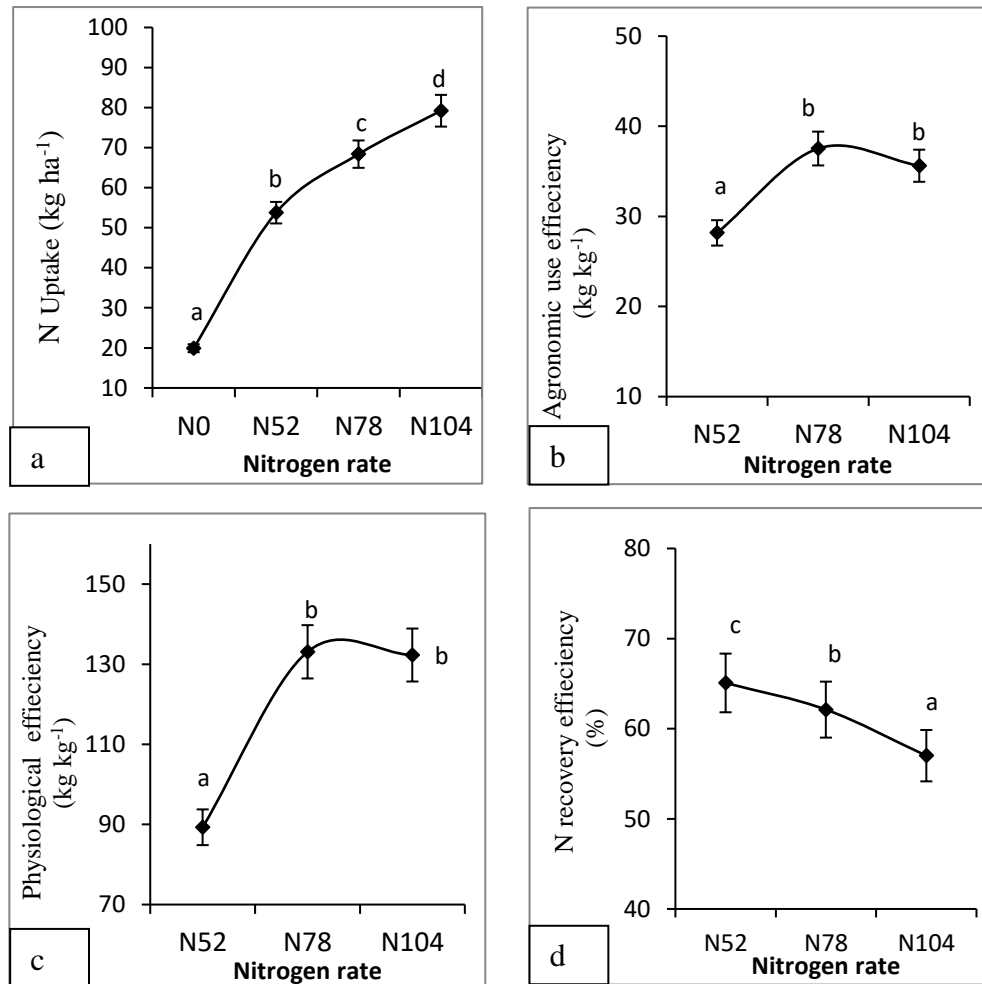 N Uptake (kg ha⁻¹)
100
90
80
70
60
50
40
30
20
10
a
b
c
d
N0 N52 N78 N104
Nitrogen rate
a
Agronomic use effieciency
(kg kg⁻¹)
50
40
30
20
10
a
b
b
N52 N78 N104
Nitrogen rate
b
Physiological effieciency
(kg kg⁻¹)
150
130
110
90
70
a
b
b
N52 N78 N104
Nitrogen rate
c
N recovery effieciency
(%)
80
70
60
50
40
c
b
a
N52 N78 N104
Nitrogen rate
d